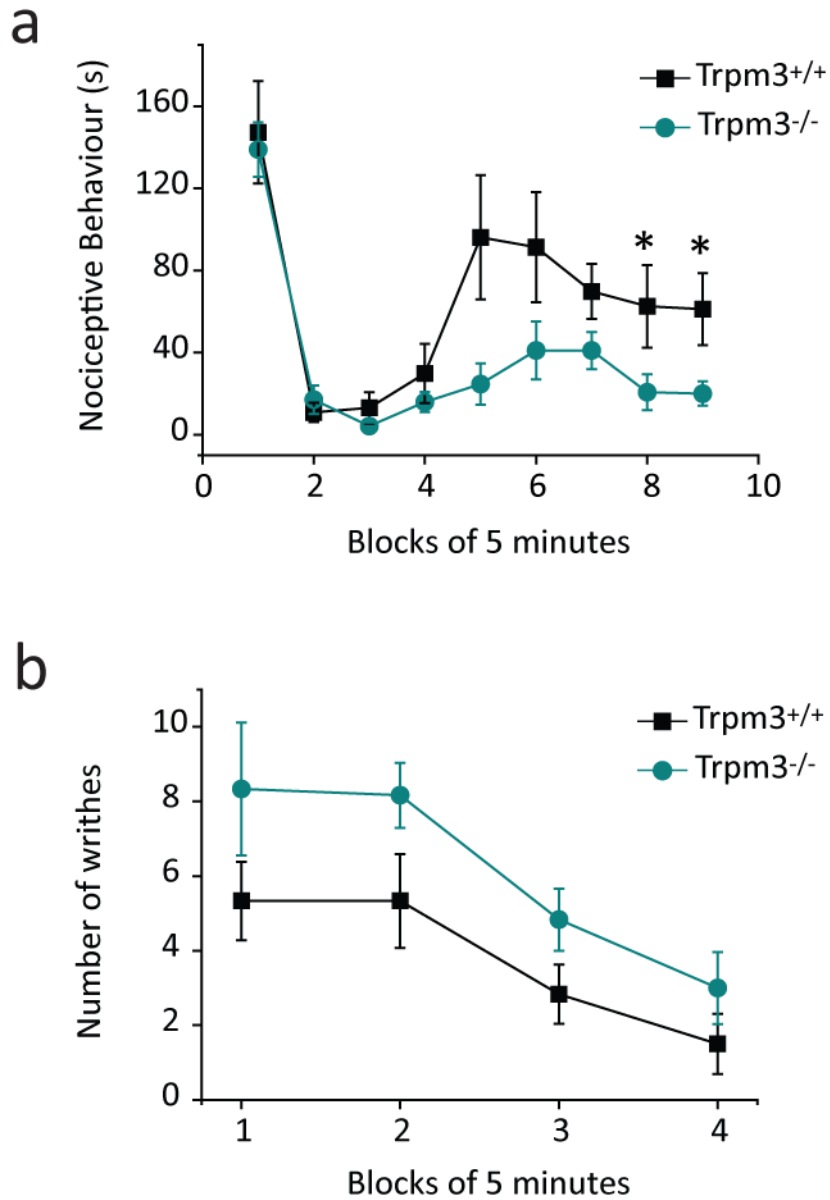 a
Nociceptive Behaviour (s)
160
120
80
40
0
Trpm3+/+
Trpm3-/-
* *
0 2 4 6 8 10
Blocks of 5 minutes
b
Number of writhes
10
8
6
4
2
0
Trpm3+/+
Trpm3-/-
1 2 3 4
Blocks of 5 minutes